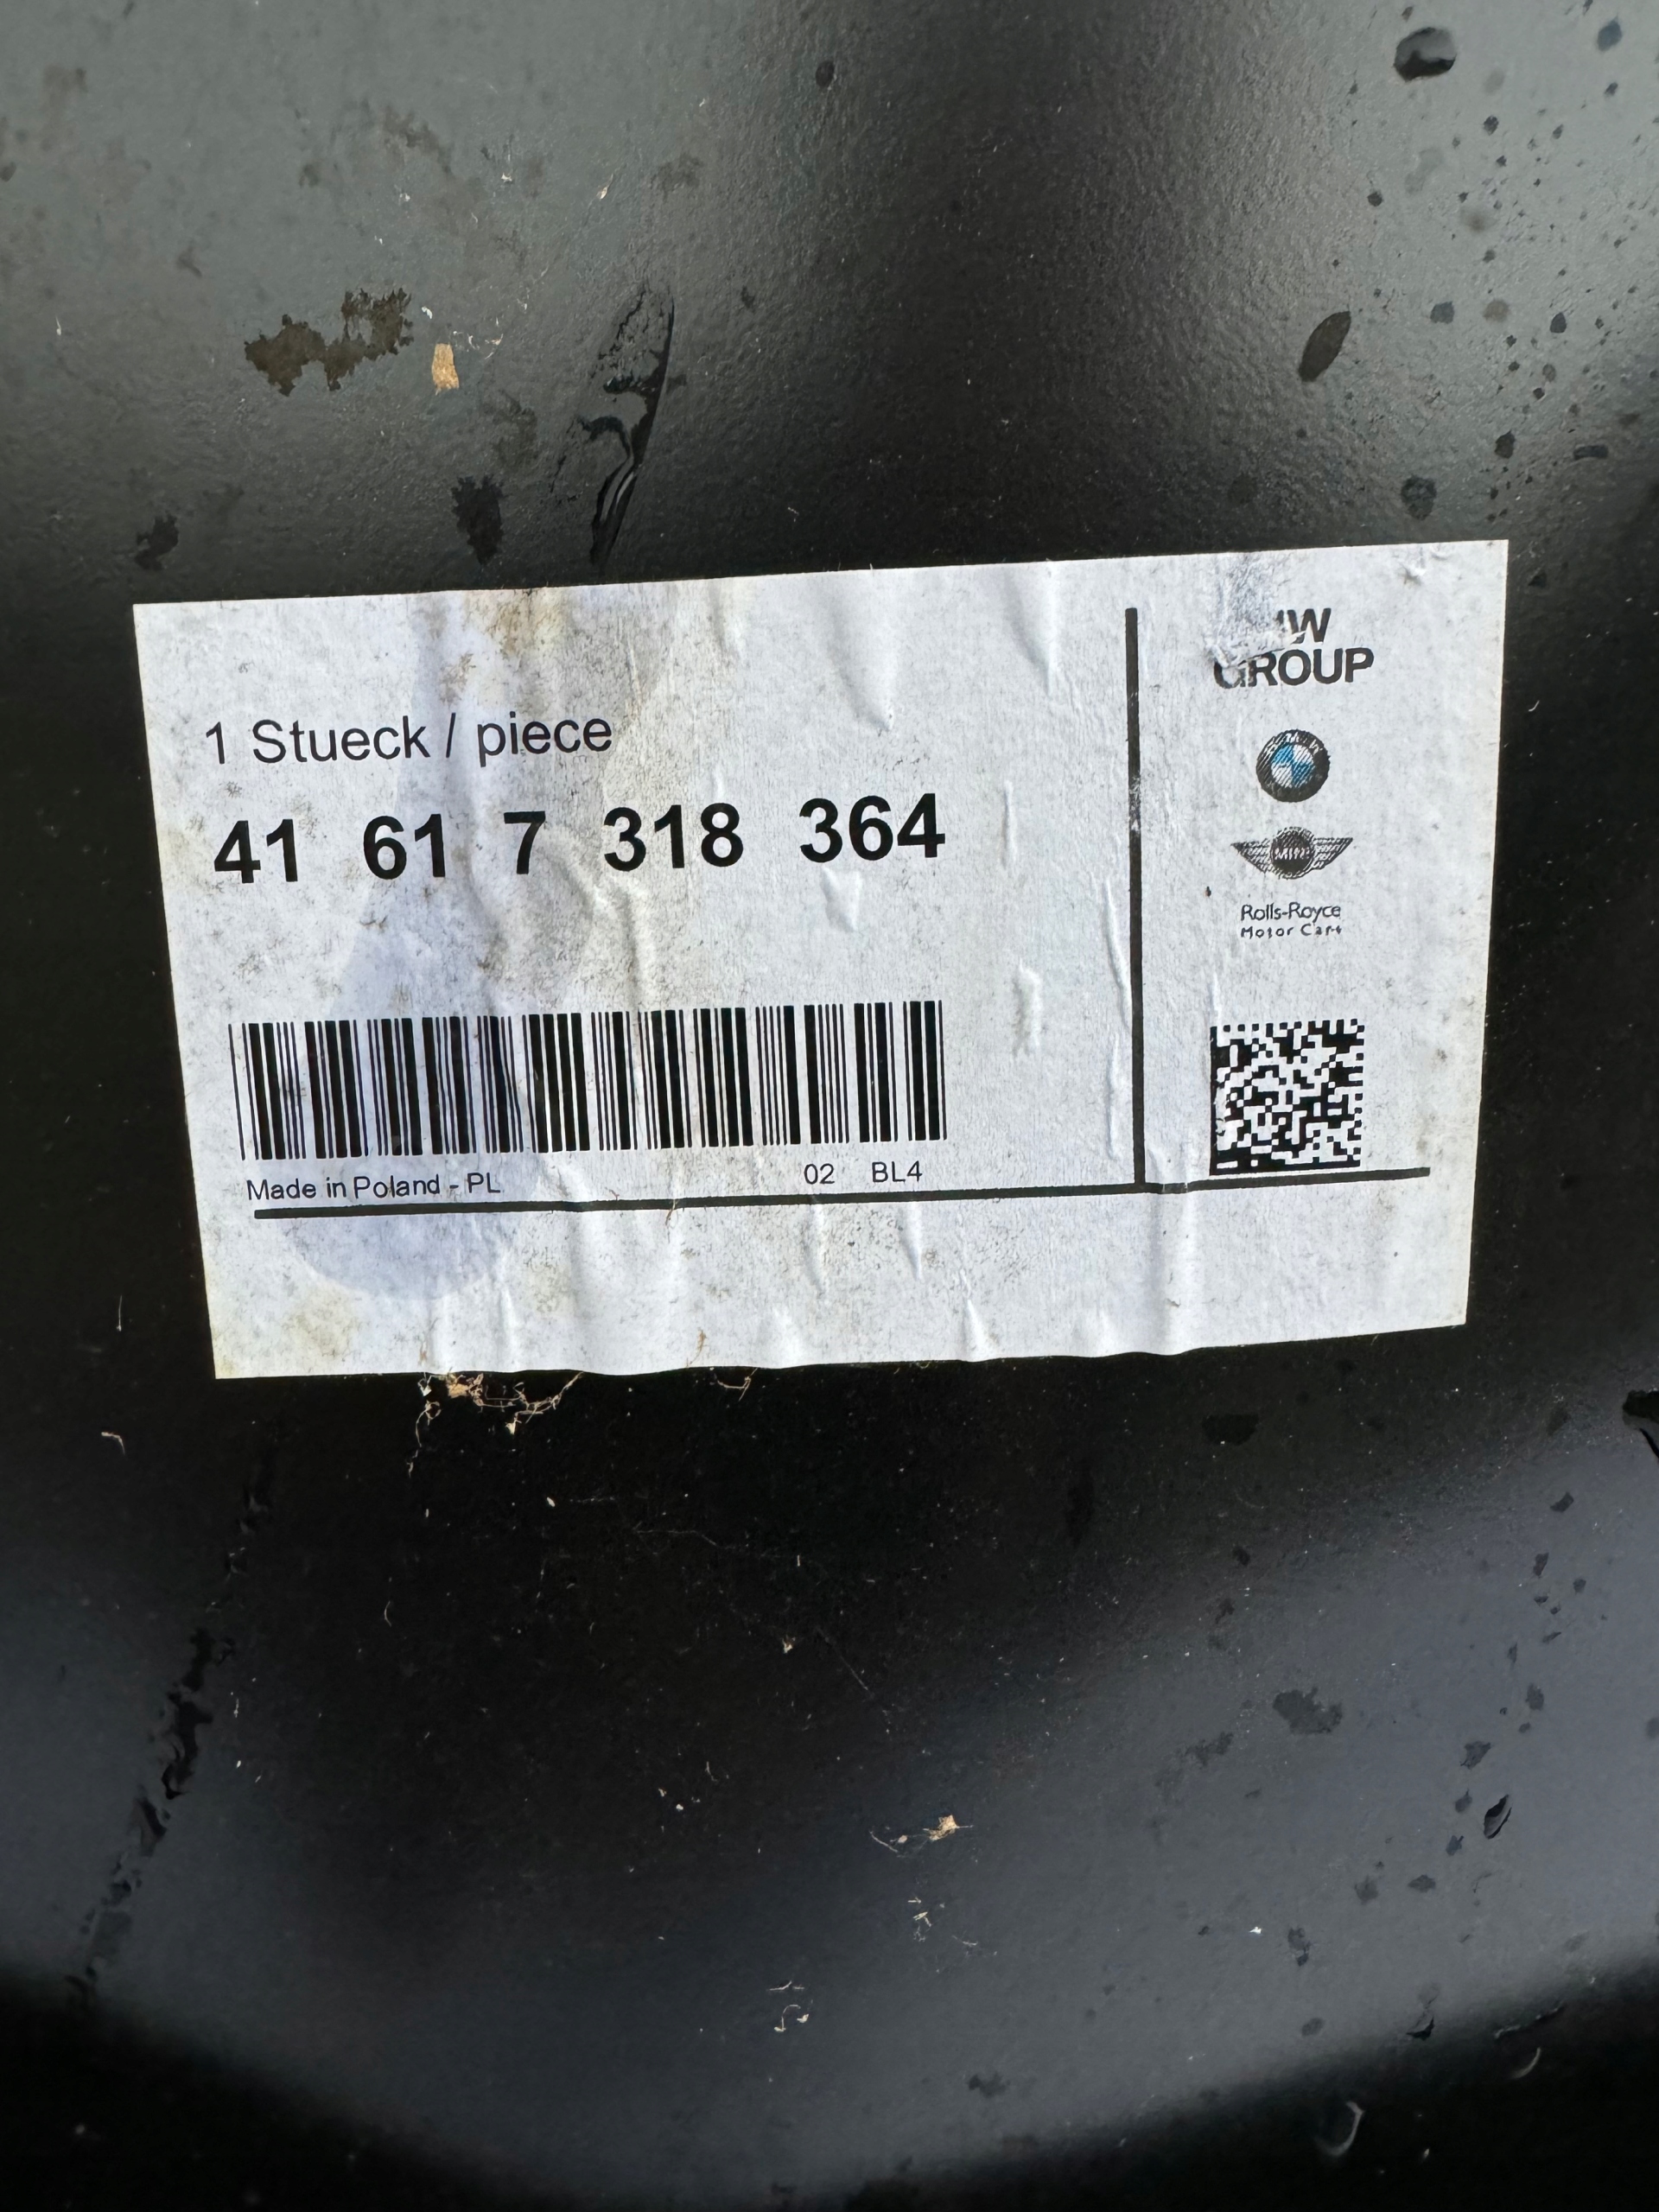 1 Stueck / piece
41 61 7 318 364
Made in Poland - PL
02 BL4
GROUP
MINI
Rolls-Royce
Motor Cars